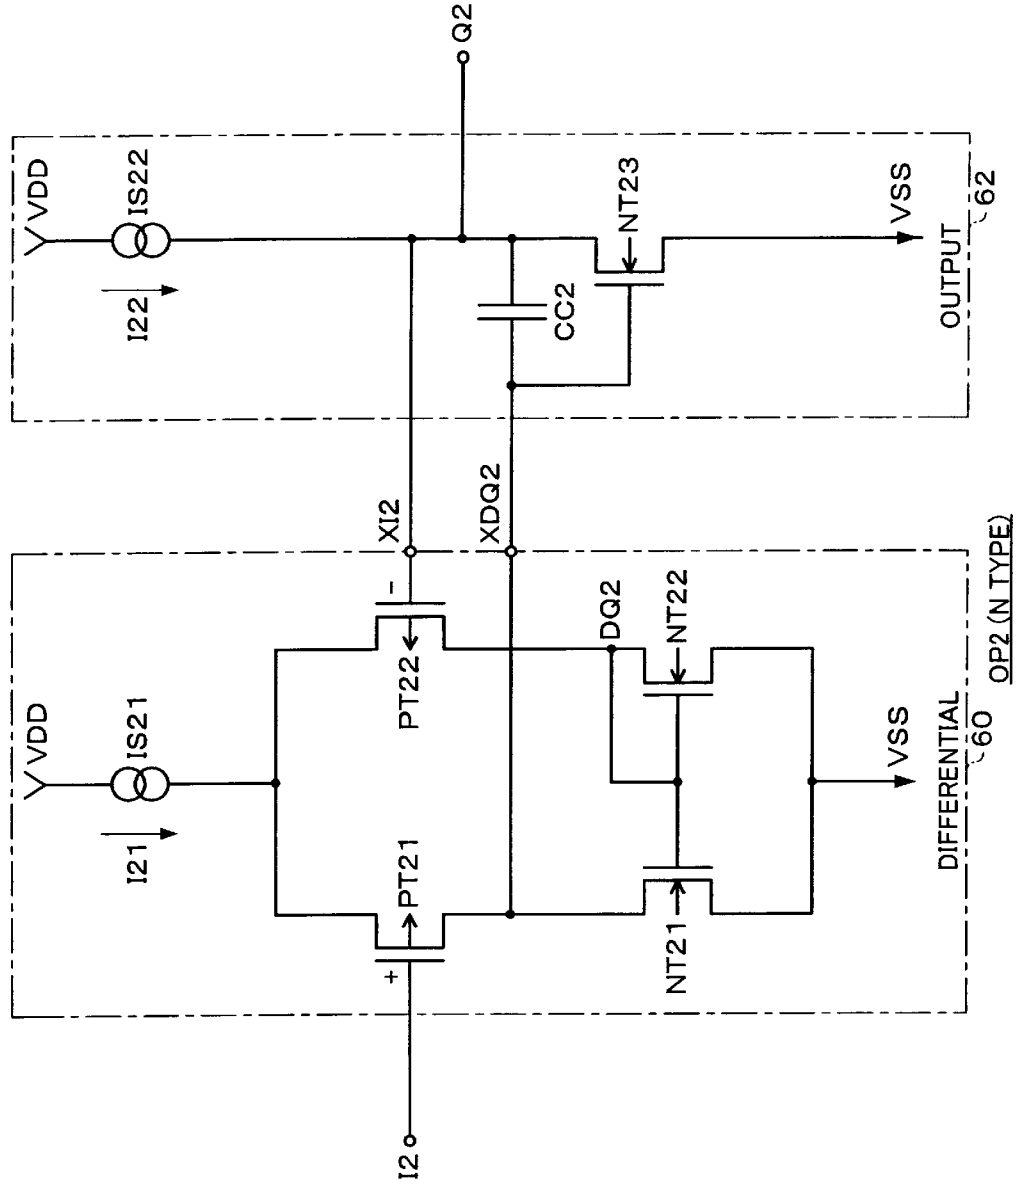 VDD
IS21
I21
I2
+
PT21
PT22
-
XI2
XDQ2
DQ2
NT21
NT22
VSS
DIFFERENTIAL
60
VDD
IS22
I22
Q2
CC2
NT23
VSS
OUTPUT
62
OP2 (N TYPE)